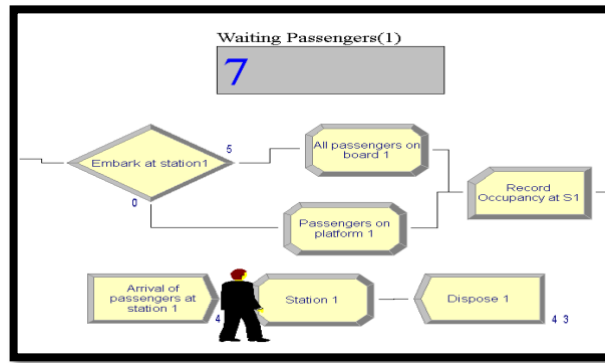 Waiting Passengers(1)
7
Embark at station1
5
0
All passengers on
board 1
Passengers on
platform 1
Record
Occupancy at S1
Arrival of
passengers at
station 1
4
Station 1
Dispose 1
4 3